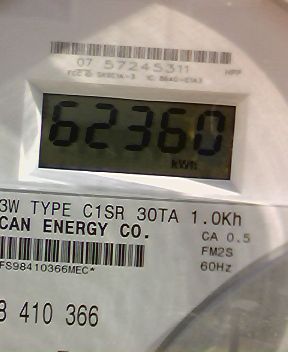 07 57245311
62360
kWh
3W TYPE C1SR 30TA 1.0Kh
CAN ENERGY CO.
CA 0.5
FM2S
60Hz
FS98410366MEC*
8 410 366